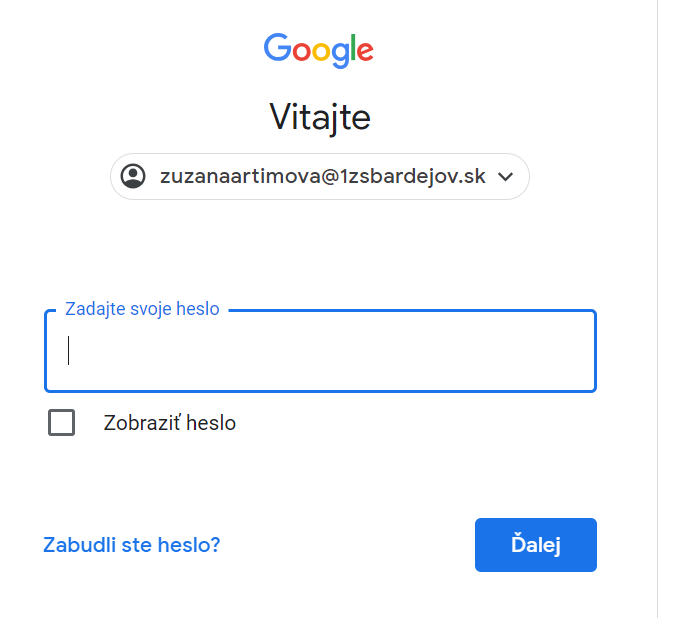 Google
Vitajte
zuzanaartimova@1zsbardejov.sk
Zadajte svoje heslo
Zobraziť heslo
Zabudli ste heslo?
Ďalej